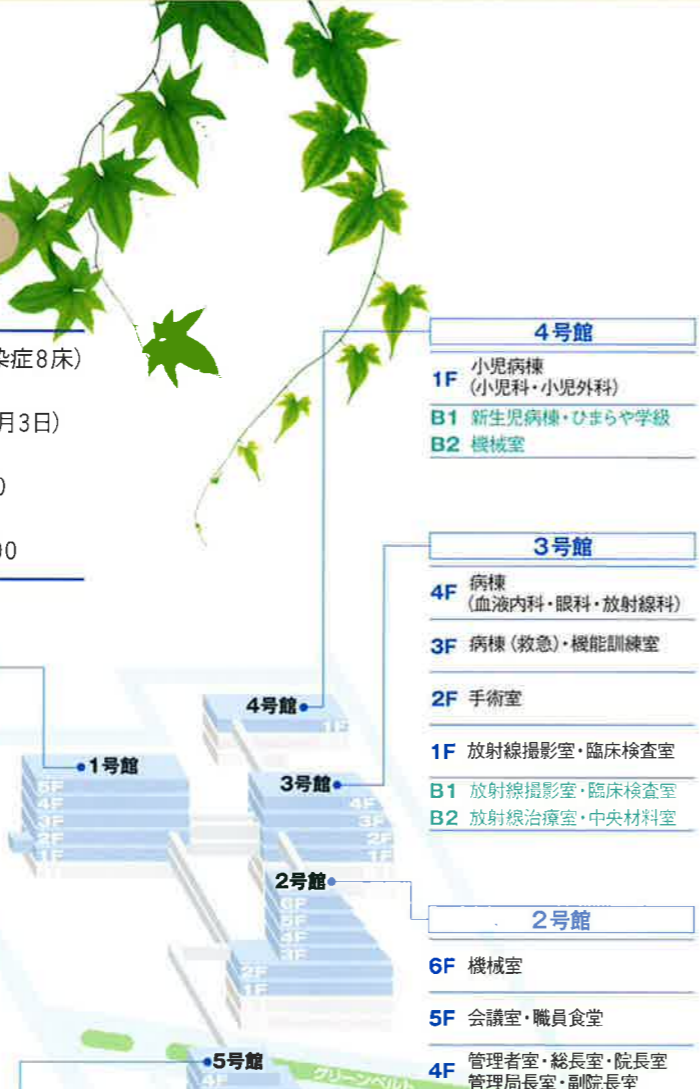 染症8床)
月3日)
0
00
4号館
1F 小児病棟
(小児科・小児外科)
B1 新生児病棟・ひまらや学級
B2 機械室
3号館
4F 病棟
(血液内科・眼科・放射線科)
3F 病棟(救急)・機能訓練室
2F 手術室
1F 放射線撮影室・臨床検査室
B1 放射線撮影室・臨床検査室
B2 放射線治療室・中央材料室
2号館
6F 機械室
5F 会議室・職員食堂
4F 管理者室・総長室・院長室
管理局長室・副院長室
4号館
1F
1号館
5F
4F
3F
2F
1F
3号館
4F
3F
2F
1F
2号館
6F
5F
4F
3F
2F
1F
5号館
4F
グリーンベルト